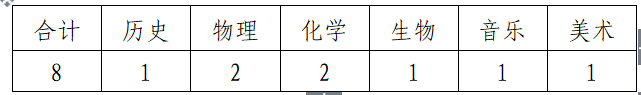 合计 历史 物理 化学 生物 音乐 美术
8 1 2 2 1 1 1